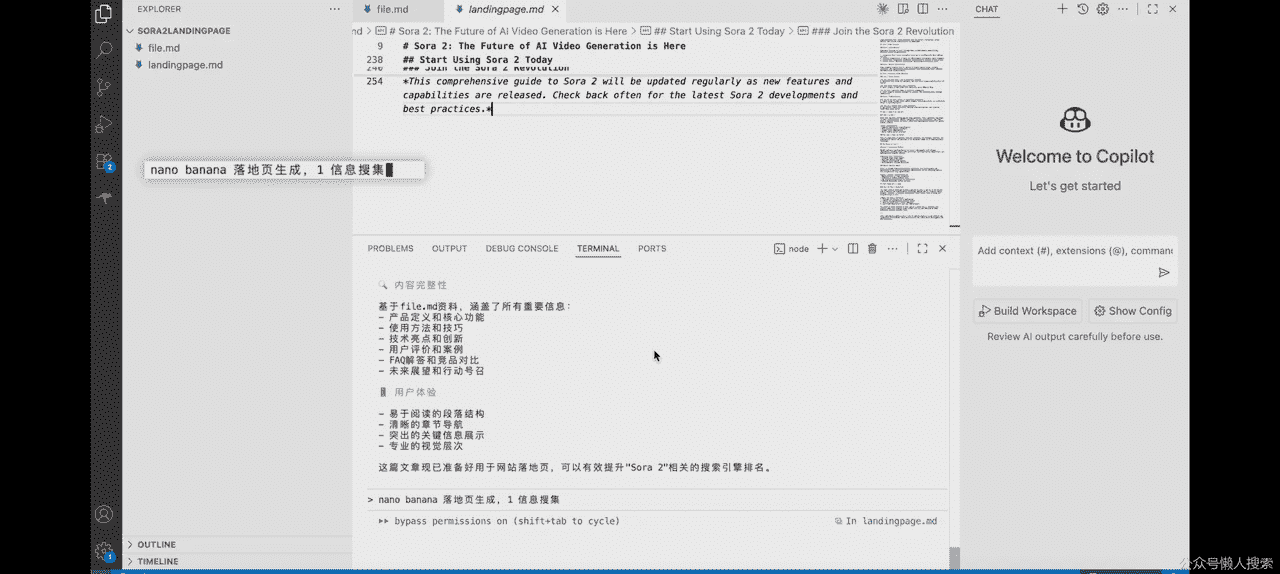 EXPLORER
SORA2LANDINGPAGE
file.md
landingpage.md
OUTLINE
TIMELINE
2
1
file.md
landingpage.md
# Sora 2: The Future of AI Video Generation is Here > ## Start Using Sora 2 Today > ### Join the Sora 2 Revolution
9 # Sora 2: The Future of AI Video Generation is Here
238 ## Start Using Sora 2 Today
### Join the Sora 2 Revolution
254 *This comprehensive guide to Sora 2 will be updated regularly as new features and
capabilities are released. Check back often for the latest Sora 2 developments and
best practices.*
nano banana 落地页生成，1 信息搜集
PROBLEMS OUTPUT DEBUG CONSOLE TERMINAL PORTS
node
内容完整性
基于file.md资料，涵盖了所有重要信息：
- 产品定义和核心功能
- 使用方法和技巧
- 技术亮点和创新
- 用户评价和案例
- FAQ解答和竞品对比
- 未来展望和行动号召
用户体验
- 易于阅读的段落结构
- 清晰的章节导航
- 突出的关键信息展示
- 专业的视觉层次
这篇文章现已准备好用于网站落地页，可以有效提升"Sora 2"相关的搜索引擎排名。
> nano banana 落地页生成，1 信息搜集
bypass permissions on (shift+tab to cycle)
In landingpage.md
CHAT
Welcome to Copilot
Let's get started
Add context (#), extensions (@), comman
Build Workspace
Show Config
Review AI output carefully before use.
公众号懒人搜索